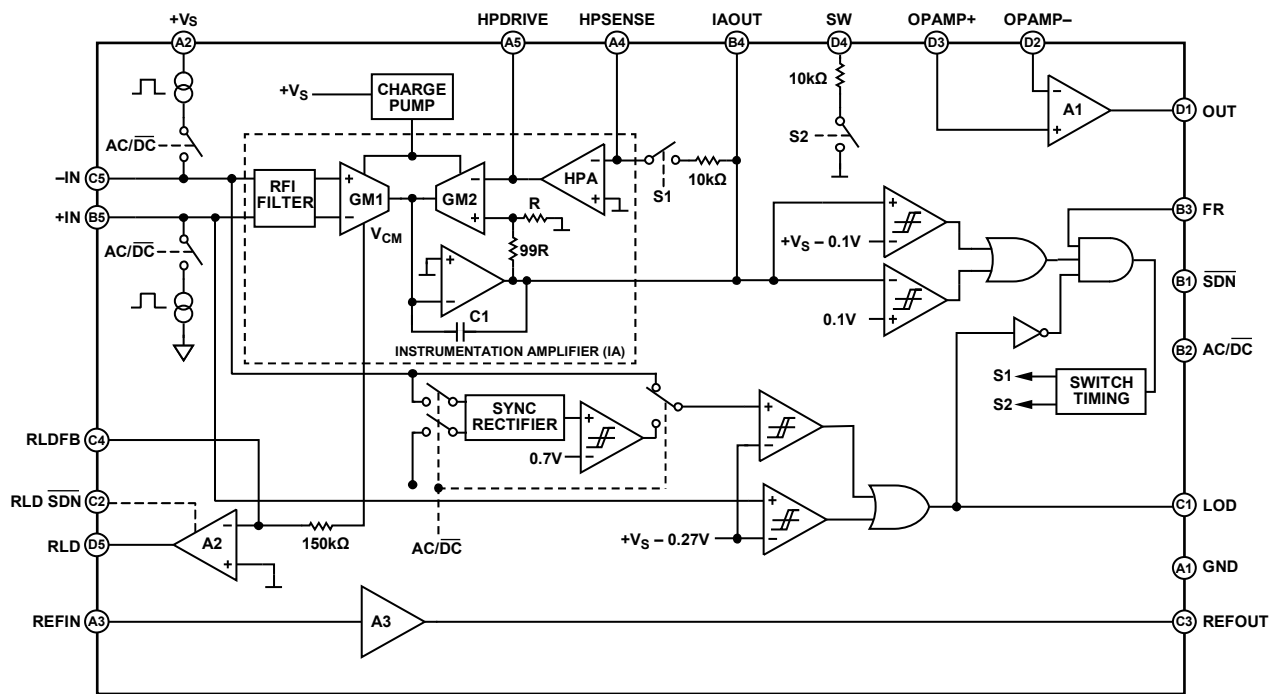 +VS HPDRIVE HPSENSE IAOUT SW OPAMP+ OPAMP–
A2 A5 A4 B4 D4 D3 D2
10kΩ
+VS CHARGE PUMP
A1 D1 OUT
AC/DC
S2
–IN C5
RFI FILTER
GM1 GM2 HPA
S1
10kΩ
+IN B5
R
B3 FR
VCM
99R
+VS – 0.1V
AC/DC
B1 SDN
0.1V
C1
INSTRUMENTATION AMPLIFIER (IA)
B2 AC/DC
S1
S2
SWITCH TIMING
SYNC RECTIFIER
0.7V
RLDFB C4
RLD SDN C2
C1 LOD
A2
RLD D5
150kΩ
AC/DC
+VS – 0.27V
A1 GND
REFIN A3
A3
C3 REFOUT